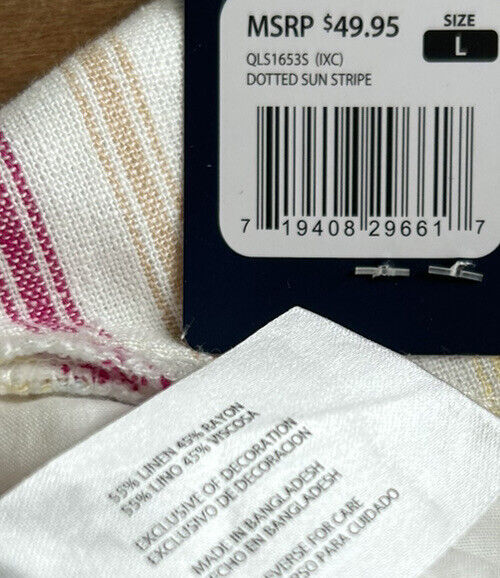 MSRP $49.95
SIZE
L
QLS1653S (IXC)
DOTTED SUN STRIPE
7 19408 29661 7
55% LINEN 45% RAYON
55% LINO 45% VISCOSA
EXCLUSIVE OF DECORATION
EXCLUSIVO DE DECORACION
MADE IN BANGLADESH
HECHO EN BANGLADESH
REVERSE FOR CARE
REVERSO PARA CUIDADO